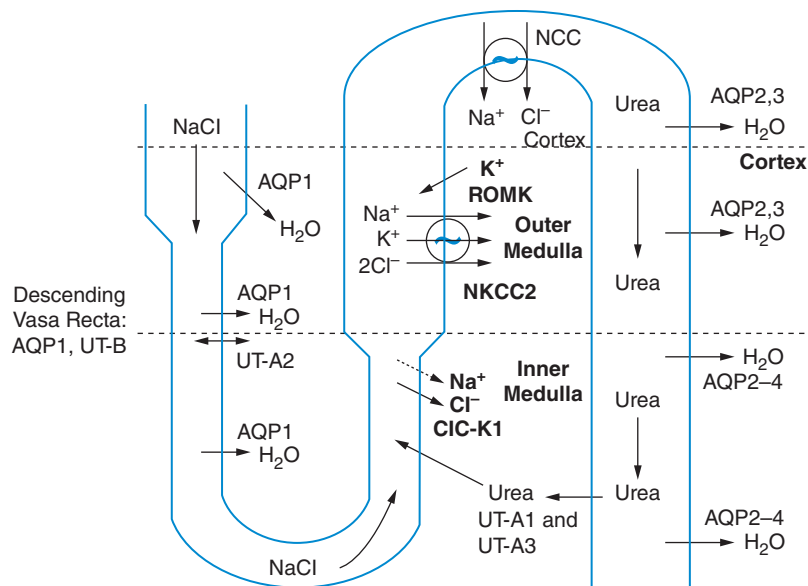 NCC
Na⁺
Cl⁻
Cortex
Urea
AQP2,3
H₂O
Cortex
NaCl
AQP1
H₂O
K⁺
ROMK
Na⁺
K⁺
2Cl⁻
Outer
Medulla
NKCC2
AQP2,3
H₂O
Urea
Descending
Vasa Recta:
AQP1, UT-B
AQP1
H₂O
UT-A2
Na⁺
Cl⁻
ClC-K1
Inner
Medulla
H₂O
AQP2–4
Urea
AQP1
H₂O
Urea
UT-A1 and
UT-A3
Urea
AQP2–4
H₂O
NaCl